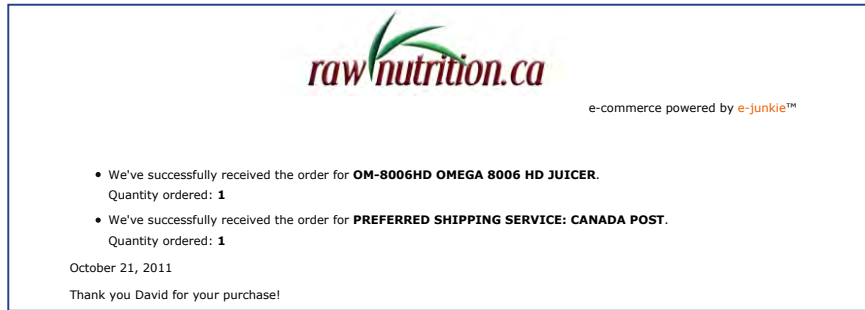 raw nutrition.ca
e-commerce powered by e-junkie™
• We've successfully received the order for OM-8006HD OMEGA 8006 HD JUICER.
Quantity ordered: 1
• We've successfully received the order for PREFERRED SHIPPING SERVICE: CANADA POST.
Quantity ordered: 1
October 21, 2011
Thank you David for your purchase!